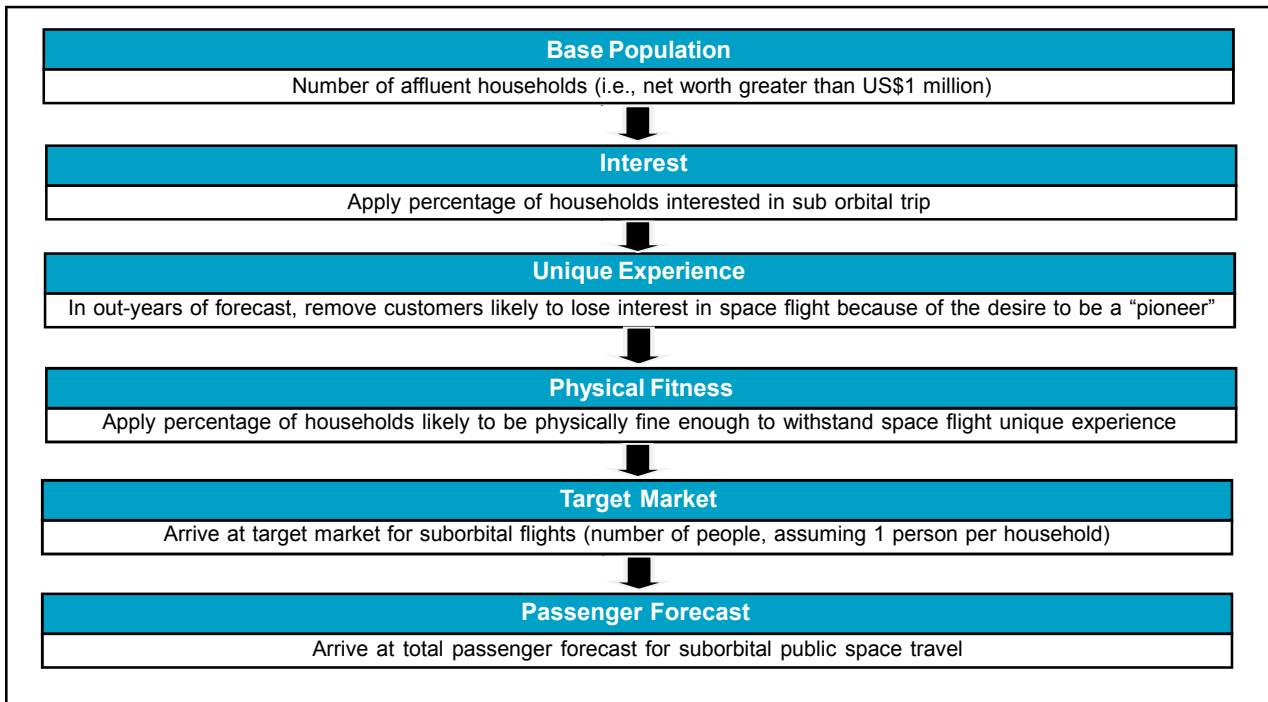 Base Population
Number of affluent households (i.e., net worth greater than US$1 million)
Interest
Apply percentage of households interested in sub orbital trip
Unique Experience
In out-years of forecast, remove customers likely to lose interest in space flight because of the desire to be a “pioneer”
Physical Fitness
Apply percentage of households likely to be physically fine enough to withstand space flight unique experience
Target Market
Arrive at target market for suborbital flights (number of people, assuming 1 person per household)
Passenger Forecast
Arrive at total passenger forecast for suborbital public space travel